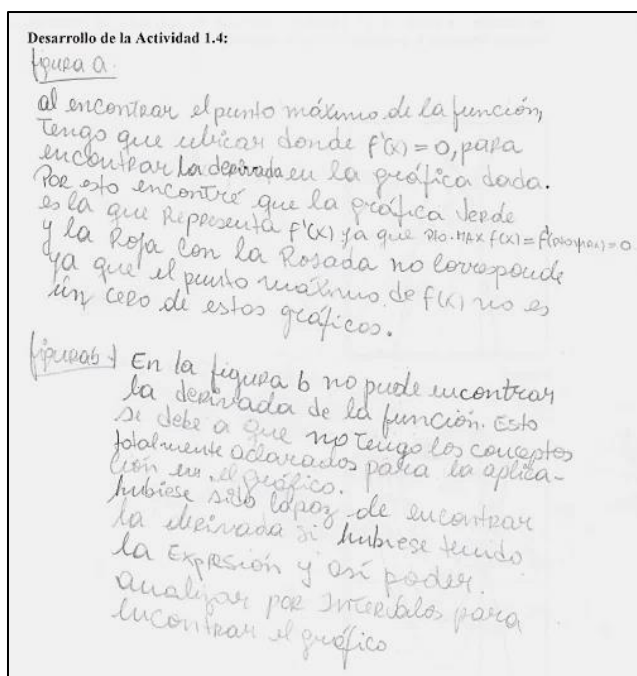 Desarrollo de la Actividad 1.4:
figura a.
al encontrar el punto máximo de la función,
Tengo que ubicar donde f'(x) = 0, para
encontrar la derivada en la gráfica dada.
Por esto encontré que la gráfica Verde
es la que Representa f'(x) ya que pto. MAX f(x) = f'(pto max) = 0
y la Roja con la Rosada no corresponde
ya que el punto máximo de f(x) no es
un cero de estos gráficos.
figura b) En la figura b no pude encontrar
la derivada de la función. Esto
se debe a que no tengo los conceptos
totalmente aclarados para la aplica-
ción en el gráfico.
hubiese sido capaz de encontrar
la derivada si hubiese tenido
la Expresión y así poder.
analizar por Intervalos para
encontrar el gráfico